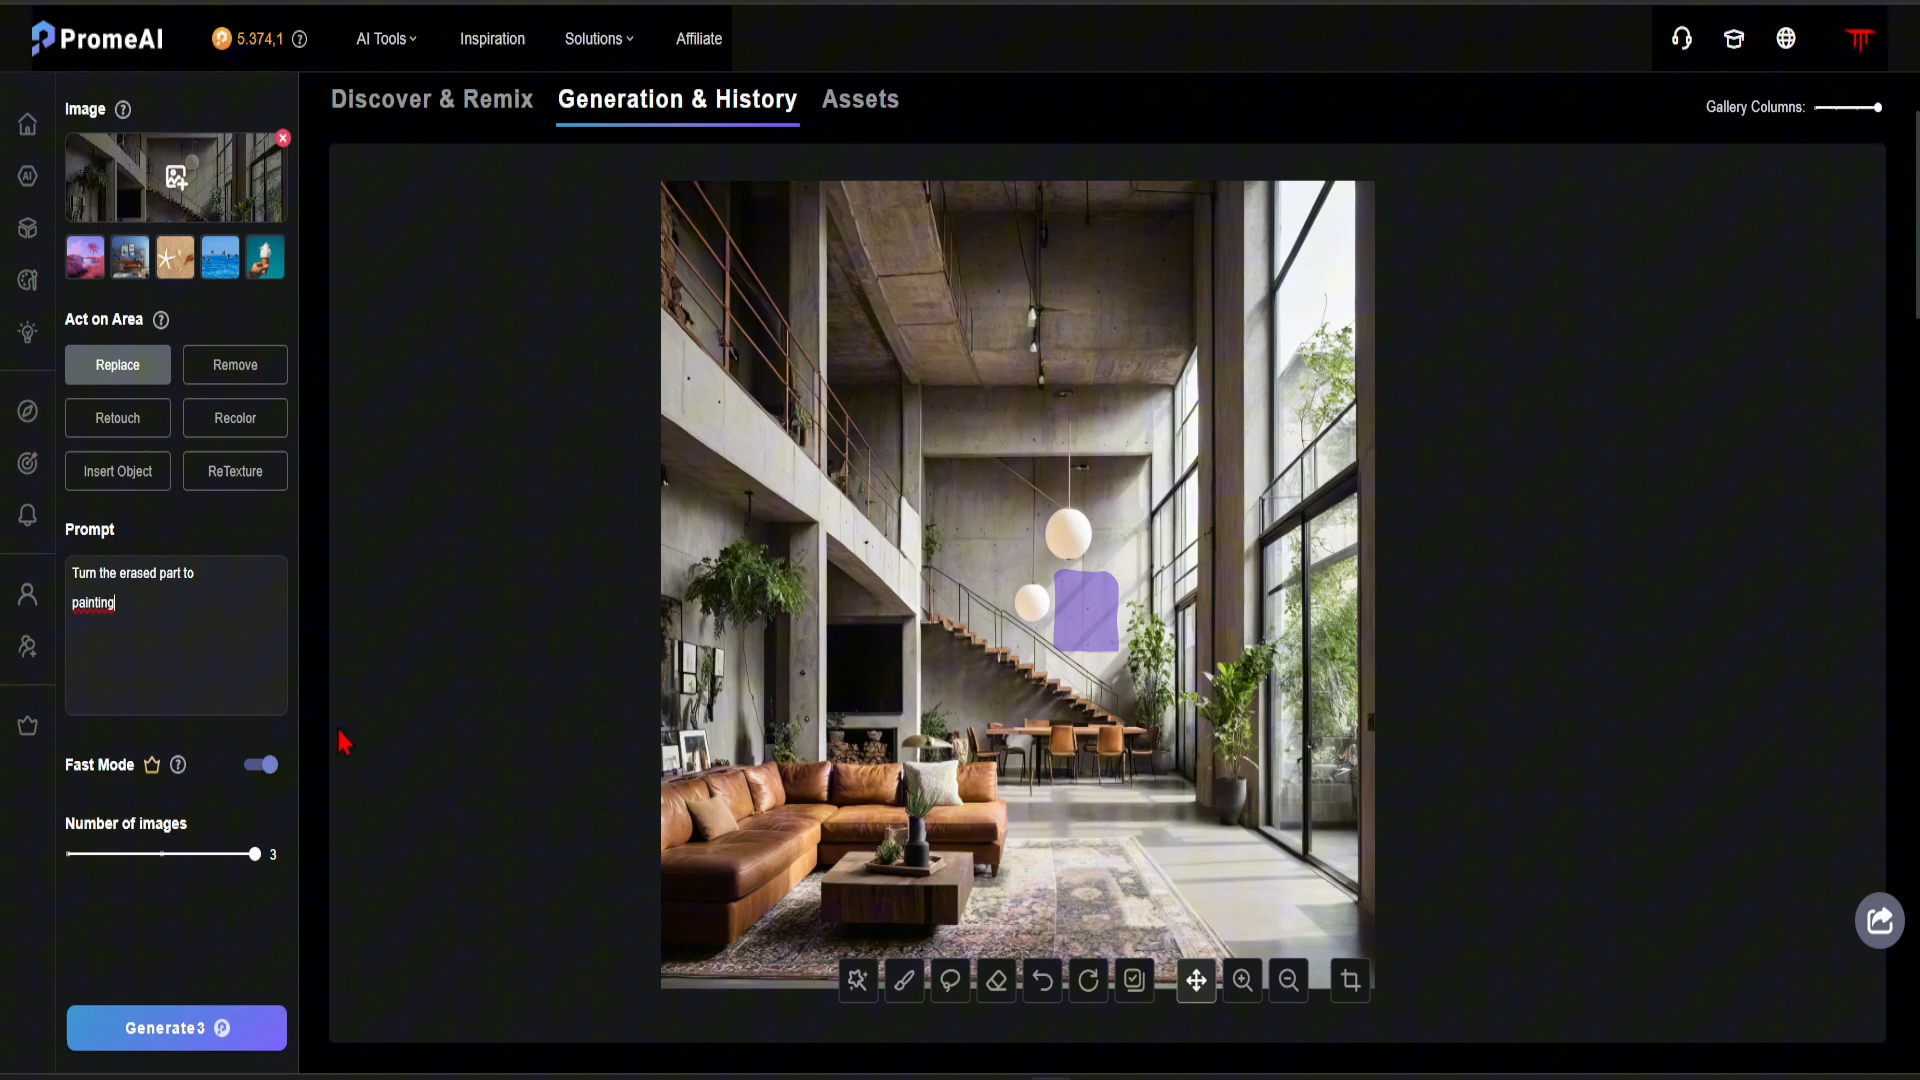 PromeAI
5.374,1
AI Tools
Inspiration
Solutions
Affiliate
Image
Discover & Remix
Generation & History
Assets
Gallery Columns:
AI
Act on Area
Replace
Remove
Retouch
Recolor
Insert Object
ReTexture
Prompt
Turn the erased part to
painting
Fast Mode
Number of images
3
Generate3